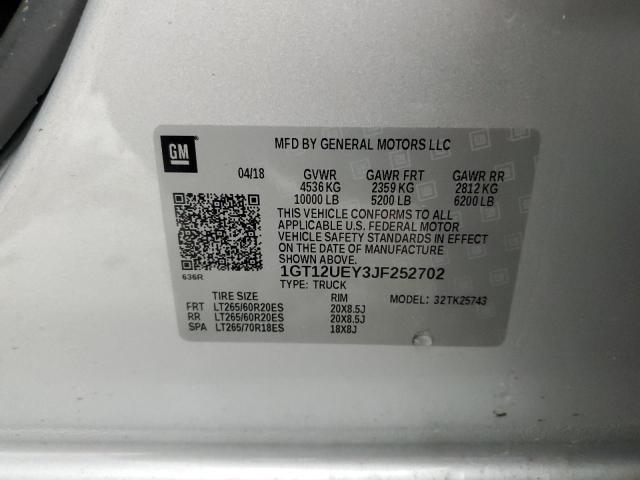 GM
MFD BY GENERAL MOTORS LLC
04/18 GVWR GAWR FRT GAWR RR
4536 KG 2359 KG 2812 KG
10000 LB 5200 LB 6200 LB
THIS VEHICLE CONFORMS TO ALL
APPLICABLE U.S. FEDERAL MOTOR
VEHICLE SAFETY STANDARDS IN EFFECT
ON THE DATE OF MANUFACTURE
SHOWN ABOVE.
1GT12UEY3JF252702
636R
TYPE: TRUCK
TIRE SIZE RIM MODEL: 32TK25743
FRT LT265/60R20ES 20X8.5J
RR LT265/60R20ES 20X8.5J
SPA LT265/70R18ES 18X8J